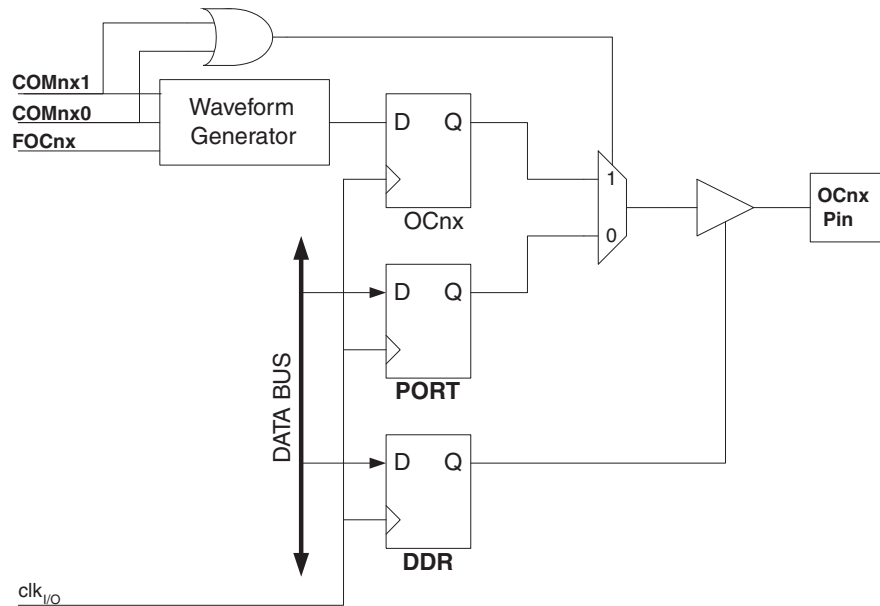 COMnx1
COMnx0
FOCnx
Waveform
Generator
D Q
OCnx
1
0
OCnx
Pin
D Q
PORT
DATA BUS
D Q
DDR
clkI/O